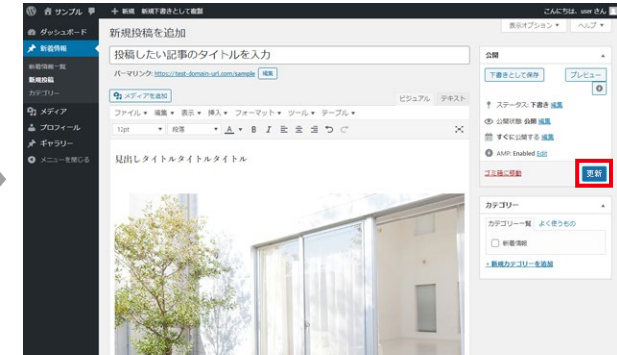 サンプル
新規 新規下書きとして複製
こんにちは、user さん
ダッシュボード
新着情報
新着情報一覧
新規投稿
カテゴリー
メディア
プロフィール
ギャラリー
メニューを閉じる
表示オプション ヘルプ
新規投稿を追加
投稿したい記事のタイトルを入力
パーマリンク: https://test-domain-url.com/sample 編集
メディアを追加
ビジュアル テキスト
ファイル 編集 表示 挿入 フォーマット ツール テーブル
12pt 段落 A B I
見出しタイトルタイトルタイトル
公開
下書きとして保存 プレビュー
ステータス: 下書き 編集
公開状態: 公開 編集
すぐに公開する 編集
AMP: Enabled Edit
ゴミ箱に移動 更新
カテゴリー
カテゴリー一覧 よく使うもの
新着情報
+ 新規カテゴリーを追加